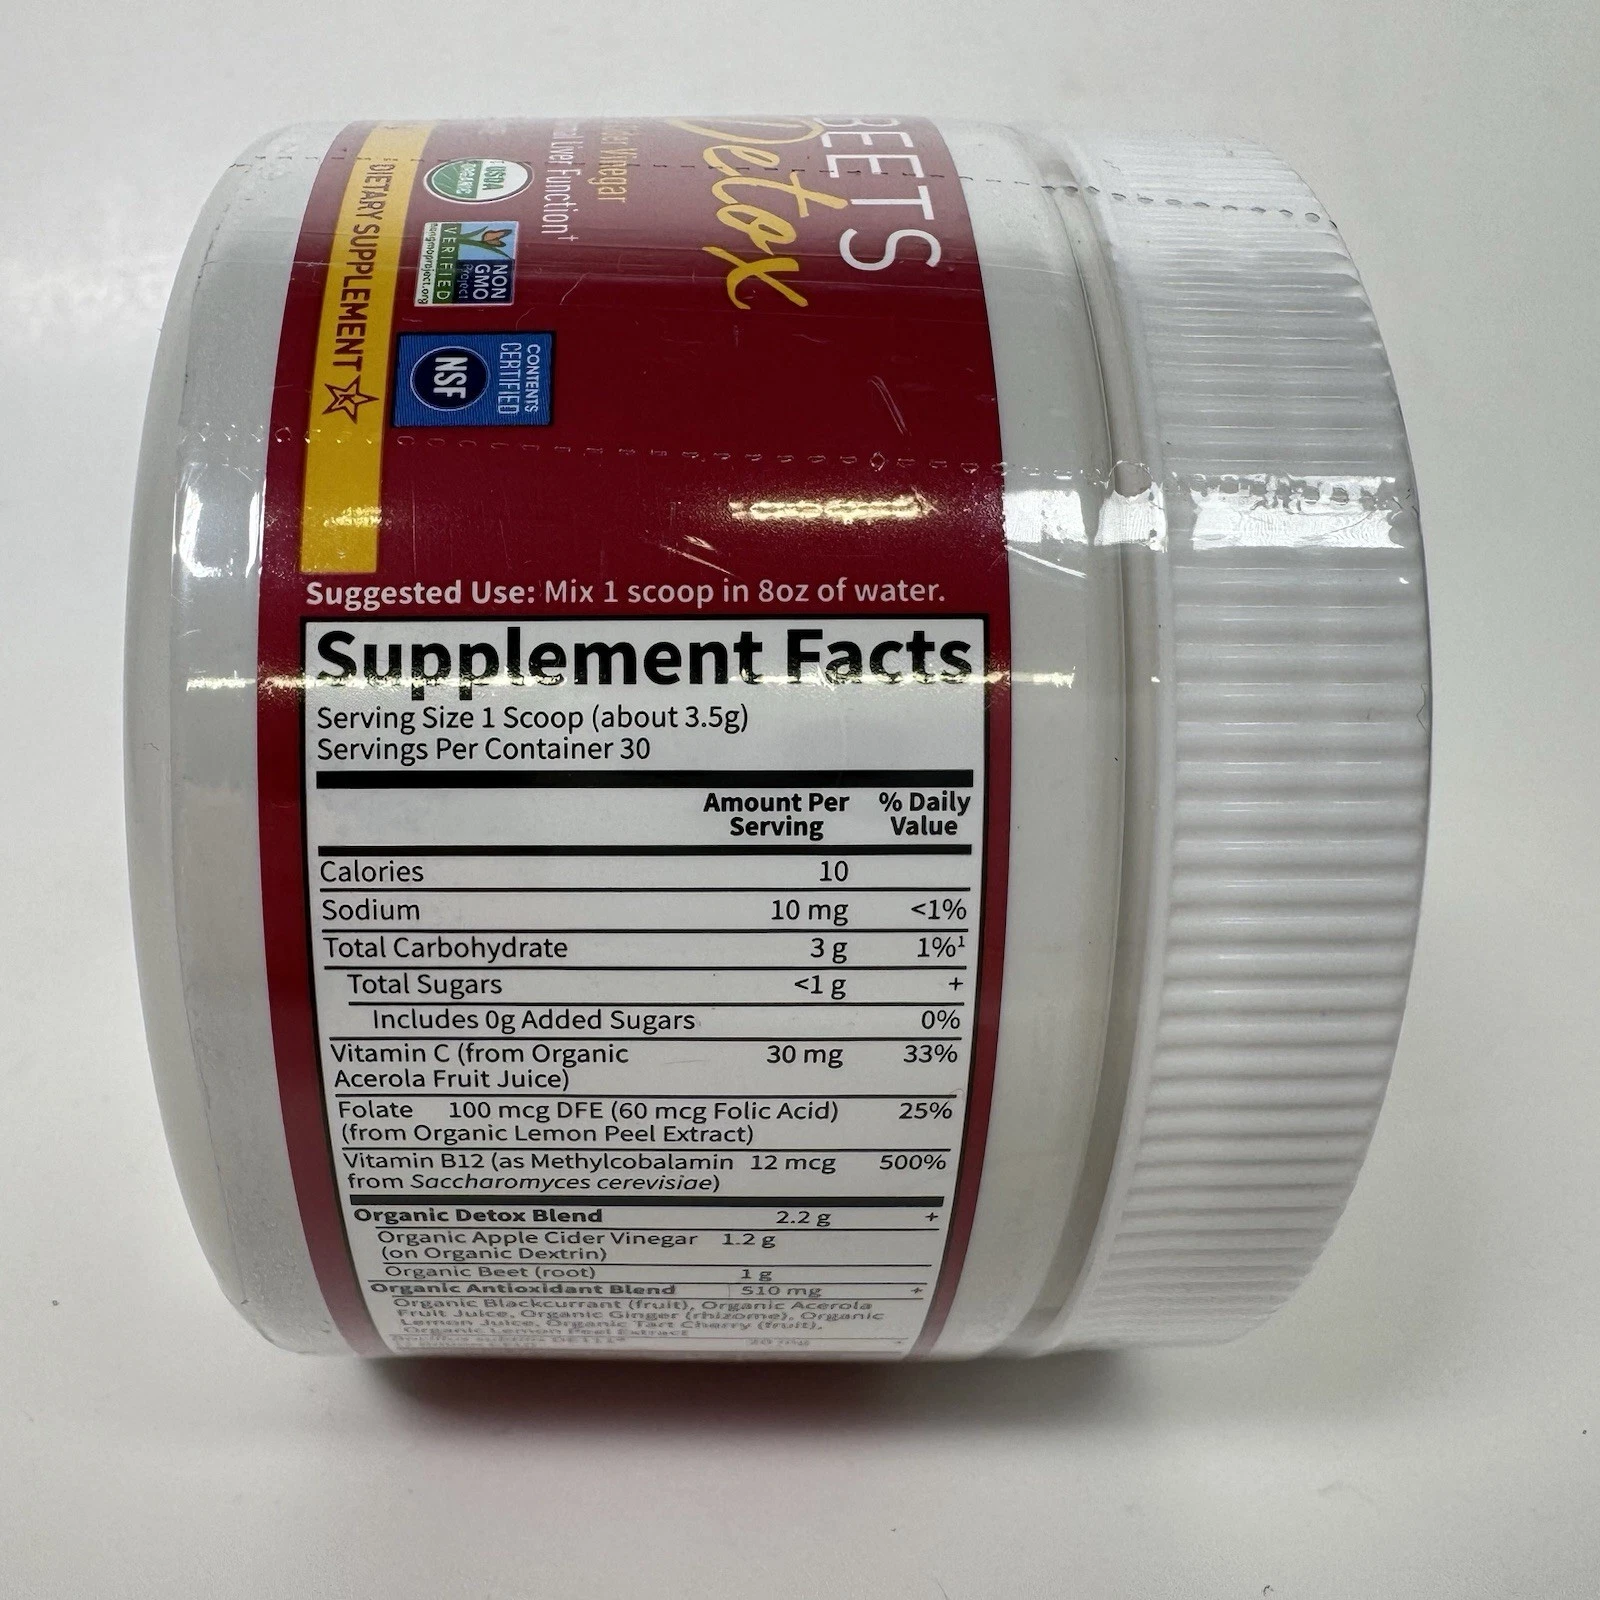 BEETS
Detox
Vinegar
Liver Function†
USDA
ORGANIC
NON
GMO
Project
VERIFIED
nongmoproject.org
CONTENTS
CERTIFIED
NSF
DIETARY SUPPLEMENT
Suggested Use: Mix 1 scoop in 8oz of water.
Supplement Facts
Serving Size 1 Scoop (about 3.5g)
Servings Per Container 30
Amount Per Serving % Daily Value
Calories 10
Sodium 10 mg <1%
Total Carbohydrate 3 g 1%¹
Total Sugars <1 g +
Includes 0g Added Sugars 0%
Vitamin C (from Organic 30 mg 33%
Acerola Fruit Juice)
Folate 100 mcg DFE (60 mcg Folic Acid) 25%
(from Organic Lemon Peel Extract)
Vitamin B12 (as Methylcobalamin 12 mcg 500%
from Saccharomyces cerevisiae)
Organic Detox Blend 2.2 g +
Organic Apple Cider Vinegar 1.2 g
(on Organic Dextrin)
Organic Beet (root) 1 g
Organic Antioxidant Blend 510 mg +
Organic Blackcurrant (fruit), Organic Acerola
Fruit Juice, Organic Ginger (rhizome), Organic
Lemon Juice, Organic Tart Cherry (fruit),
Organic Lemon Peel Extract